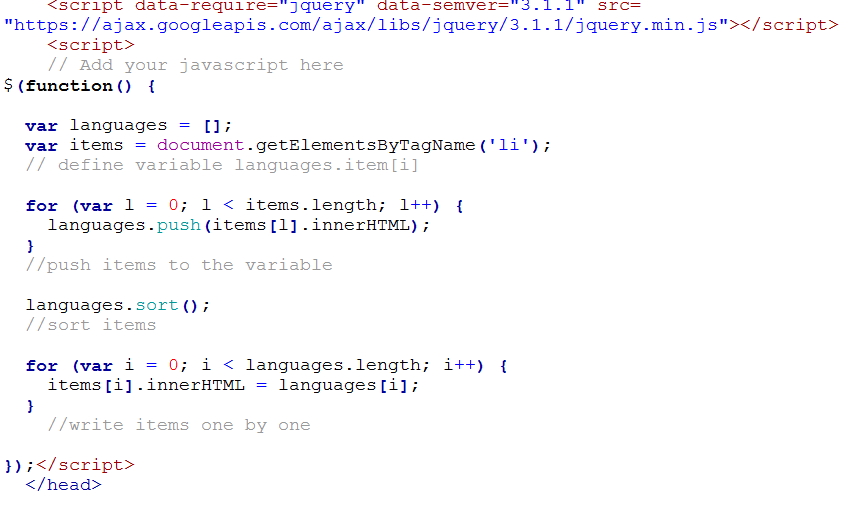 <script data-require="jquery" data-semver="3.1.1" src=
"https://ajax.googleapis.com/ajax/libs/jquery/3.1.1/jquery.min.js"></script>
<script>
// Add your javascript here
$(function() {
var languages = [];
var items = document.getElementsByTagName('li');
// define variable languages.item[i]
for (var l = 0; l < items.length; l++) {
languages.push(items[l].innerHTML);
}
//push items to the variable
languages.sort();
//sort items
for (var i = 0; i < languages.length; i++) {
items[i].innerHTML = languages[i];
}
//write items one by one
});</script>
</head>